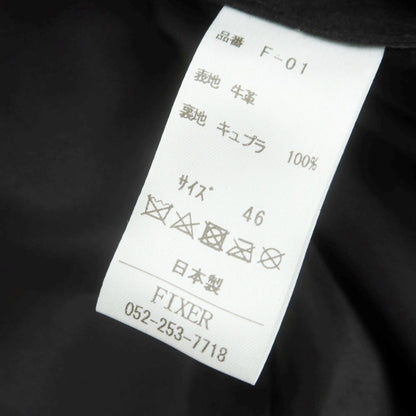 品番 F-01
表地 牛革
裏地 キュプラ 100%
サイズ 46
日本製
FIXER
052-253-7718